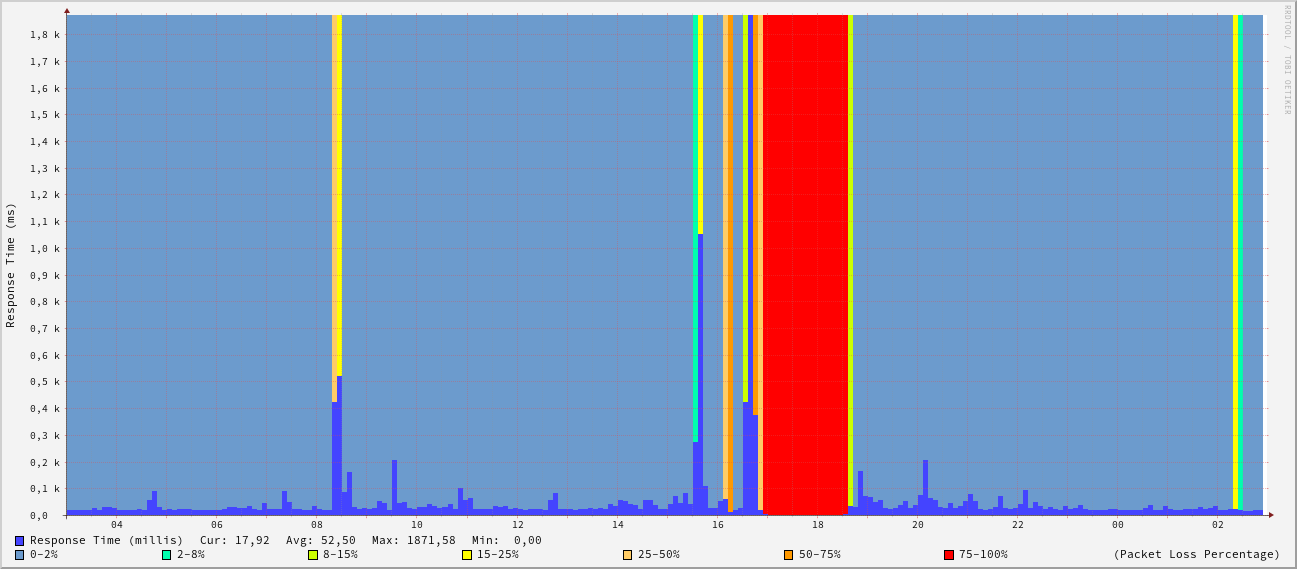 RRDTOOL / TOBI OETIKER
Response Time (ms)
1,8 k
1,7 k
1,6 k
1,5 k
1,4 k
1,3 k
1,2 k
1,1 k
1,0 k
0,9 k
0,8 k
0,7 k
0,6 k
0,5 k
0,4 k
0,3 k
0,2 k
0,1 k
0,0
04 06 08 10 12 14 16 18 20 22 00 02
Response Time (millis) Cur: 17,92 Avg: 52,50 Max: 1871,58 Min: 0,00
0-2% 2-8% 8-15% 15-25% 25-50% 50-75% 75-100% (Packet Loss Percentage)